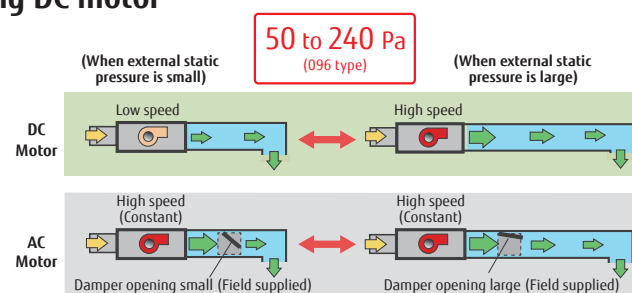 ng DC motor
50 to 240 Pa
(096 type)
(When external static
pressure is small)
(When external static
pressure is large)
DC
Motor
Low speed
High speed
AC
Motor
High speed
(Constant)
High speed
(Constant)
Damper opening small (Field supplied)
Damper opening large (Field supplied)